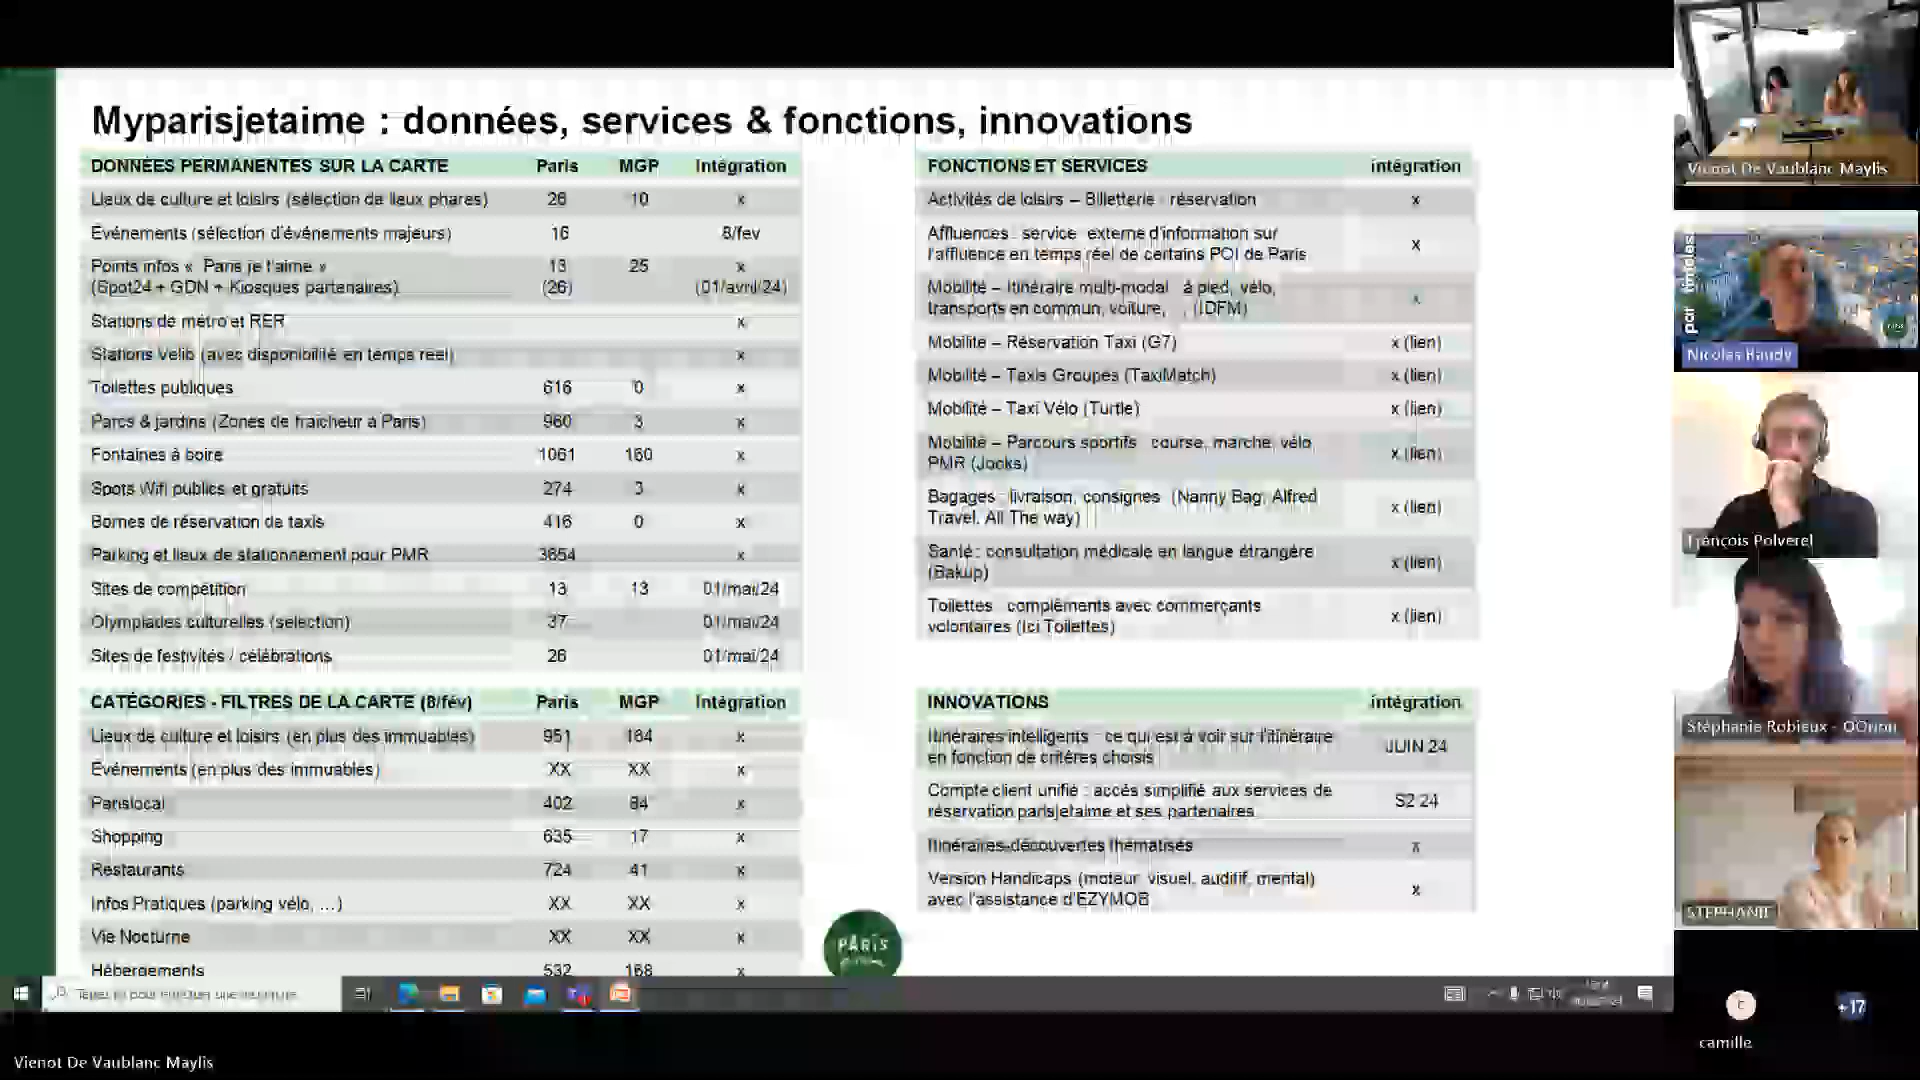 Myparisjetaime : données, services & fonctions, innovations
DONNÉES PERMANENTES SUR LA CARTE Paris MGP Intégration
Lieux de culture et loisirs (sélection de lieux phares) 26 10 x
Evénements (sélection d'événements majeurs) 16 8/fev
Points infos « Paris je t'aime » 13 25 x
(Spot24 + GDN + Kiosques partenaires) (26) (01/avril/24)
Stations de métro et RER x
Stations Velib (avec disponibilité en temps réel) x
Toilettes publiques 616 0 x
Parcs & jardins (Zones de fraicheur à Paris) 960 3 x
Fontaines à boire 1061 160 x
Spots Wifi publics et gratuits 274 3 x
Bornes de réservation de taxis 416 0 x
Parking et lieux de stationnement pour PMR 3654 x
Sites de compétition 13 13 01/mai/24
Olympiades culturelles (selection) 37 01/mai/24
Sites de festivités / célébrations 26 01/mai/24
CATÉGORIES - FILTRES DE LA CARTE (8/fév) Paris MGP Intégration
Lieux de culture et loisirs (en plus des immuables) 951 164 x
Evénements (en plus des immuables) XX XX x
Parislocal 402 84 x
Shopping 635 17 x
Restaurants 724 41 x
Infos Pratiques (parking vélo, ...) XX XX x
Vie Nocturne XX XX x
Hébergements 532 168 x
FONCTIONS ET SERVICES intégration
Activités de loisirs – Billetterie réservation x
Affluences : service externe d'information sur
l'affluence en temps réel de certains POI de Paris x
Mobilité – Itinéraire multi-modal à pied, vélo,
transports en commun, voiture, (IDFM) x
Mobilité – Réservation Taxi (G7) x (lien)
Mobilité – Taxis Groupes (TaxiMatch) x (lien)
Mobilité – Taxi Vélo (Turtle) x (lien)
Mobilité – Parcours sportifs course, marche, vélo
PMR (Jooks) x (lien)
Bagages : livraison, consignes (Nanny Bag, Alfred
Travel, All The way) x (lien)
Santé : consultation médicale en langue étrangère
(Bakup) x (lien)
Toilettes : compléments avec commerçants
volontaires (Ici Toilettes) x (lien)
INNOVATIONS intégration
Itinéraires intelligents : ce qui est à voir sur l'itinéraire
en fonction de critères choisis JUIN 24
Compte client unifié : accès simplifié aux services de
réservation parisjetaime et ses partenaires S2 24
Itinéraires-découvertes thématisés x
Version Handicaps (moteur, visuel, auditif, mental)
avec l'assistance d'EZYMOB x
PARIS
Vienot De Vaublanc Maylis
Nicolas Baudy
François Polverel
Stéphanie Robieux -
STEPHANIE
C
camille
+17
Vienot De Vaublanc Maylis